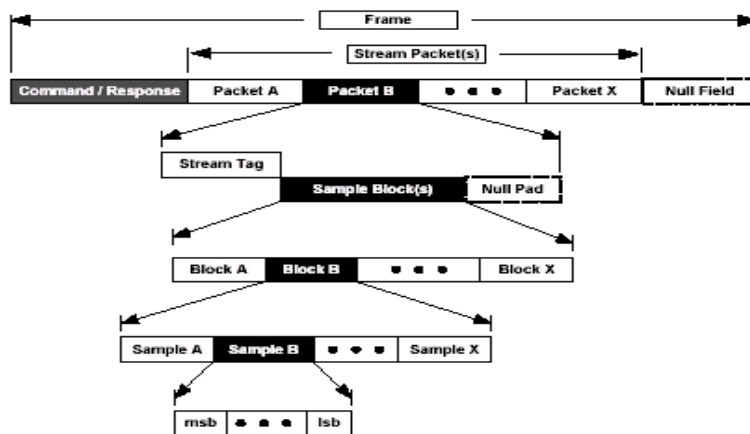 Frame
Stream Packet(s)
Command / Response Packet A Packet B • • • Packet X Null Field
Stream Tag
Sample Block(s) Null Pad
Block A Block B • • • Block X
Sample A Sample B • • • Sample X
msb • • • lsb